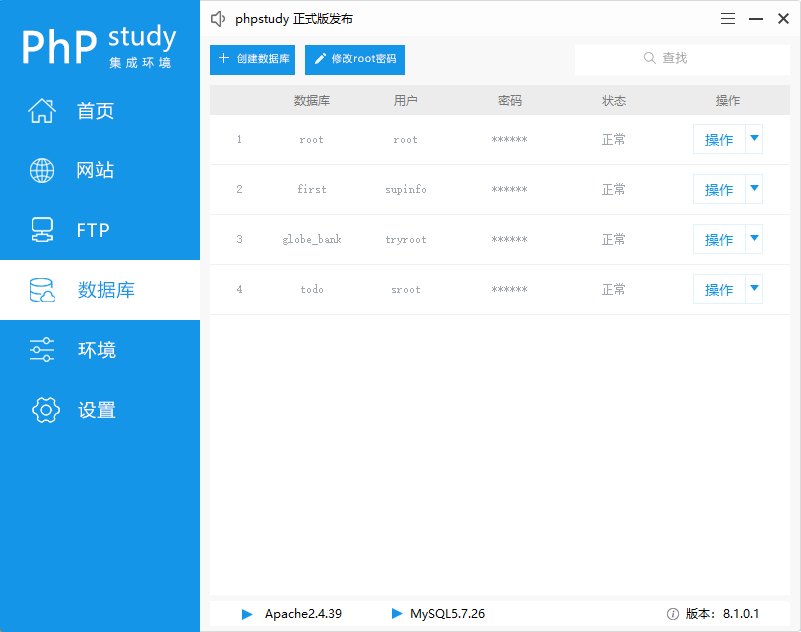 PhP study
集成环境
首页
网站
FTP
数据库
环境
设置
phpstudy 正式版发布
创建数据库 修改root密码 查找
数据库 用户 密码 状态 操作
1 root root ****** 正常 操作
2 first supinfo ****** 正常 操作
3 globe_bank tryroot ****** 正常 操作
4 todo sroot ****** 正常 操作
Apache2.4.39 MySQL5.7.26 版本: 8.1.0.1